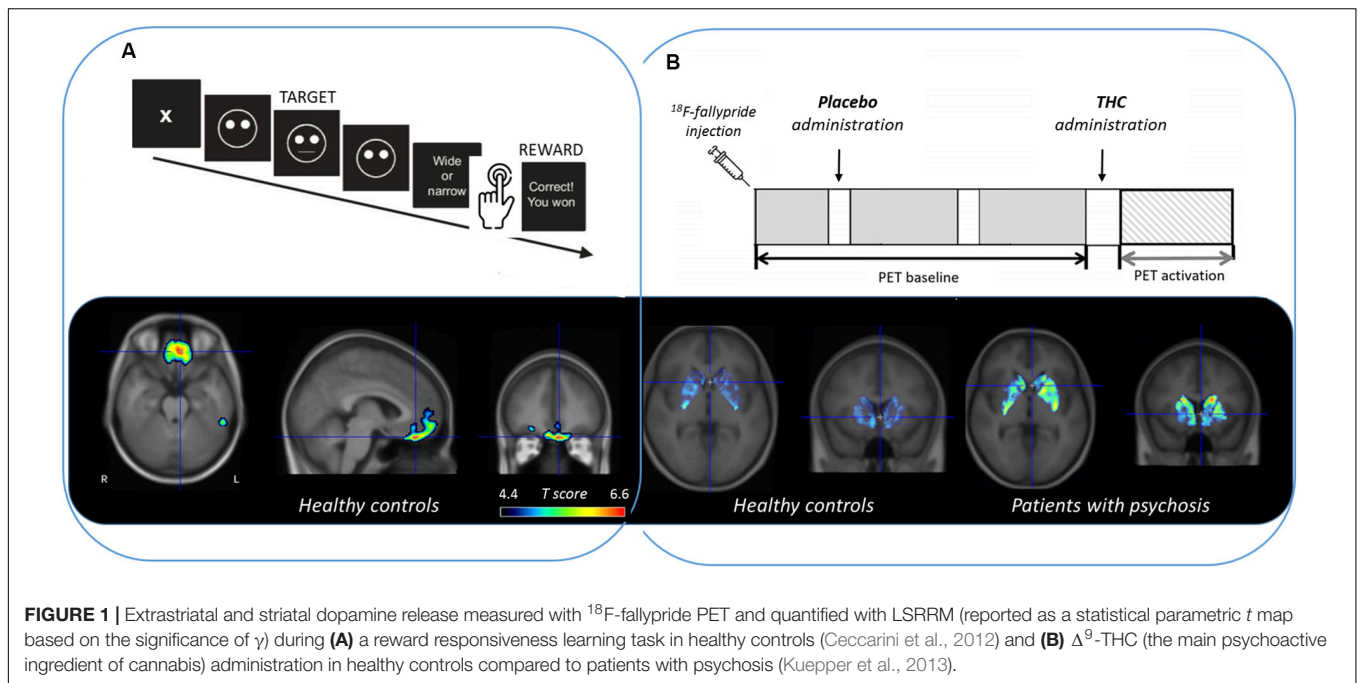 A
X
TARGET
Wide
or
narrow
REWARD
Correct!
You won
B
¹⁸F-fallypride
injection
Placebo
administration
THC
administration
PET baseline
PET activation
R
L
Healthy controls
4.4 T score 6.6
Healthy controls
Patients with psychosis
FIGURE 1 | Extrastriatal and striatal dopamine release measured with ¹⁸F-fallypride PET and quantified with LSRRM (reported as a statistical parametric t map
based on the significance of γ) during (A) a reward responsiveness learning task in healthy controls (Ceccarini et al., 2012) and (B) Δ⁹-THC (the main psychoactive
ingredient of cannabis) administration in healthy controls compared to patients with psychosis (Kuepper et al., 2013).